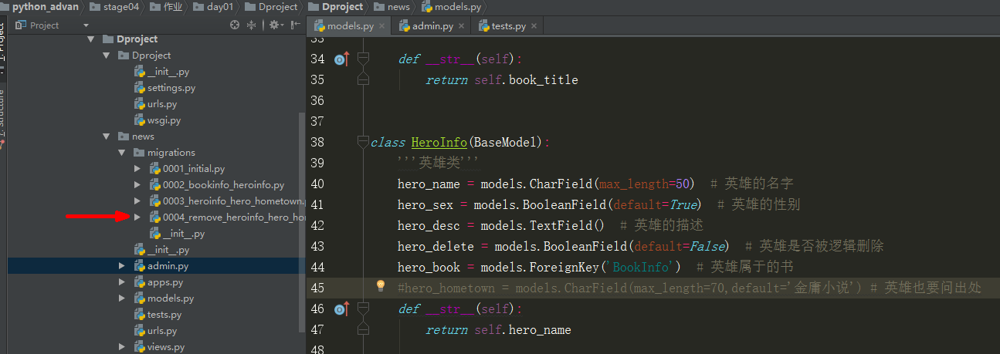 python_advan stage04 作业 day01 Dproject Dproject news models.py
Project
models.py admin.py tests.py
Dproject
Dproject
__init__.py
settings.py
urls.py
wsgi.py
news
migrations
0001_initial.py
0002_bookinfo_heroinfo.py
0003_heroinfo_hero_hometown.
0004_remove_heroinfo_hero_ho
__init__.py
__init__.py
admin.py
apps.py
models.py
tests.py
urls.py
views.py
33
34 def __str__(self):
35 return self.book_title
36
37
38 class HeroInfo(BaseModel):
39 '''英雄类'''
40 hero_name = models.CharField(max_length=50) # 英雄的名字
41 hero_sex = models.BooleanField(default=True) # 英雄的性别
42 hero_desc = models.TextField() # 英雄的描述
43 hero_delete = models.BooleanField(default=False) # 英雄是否被逻辑删除
44 hero_book = models.ForeignKey('BookInfo') # 英雄属于的书
45 #hero_hometown = models.CharField(max_length=70,default='金庸小说') # 英雄也要问出处
46 def __str__(self):
47 return self.hero_name
48